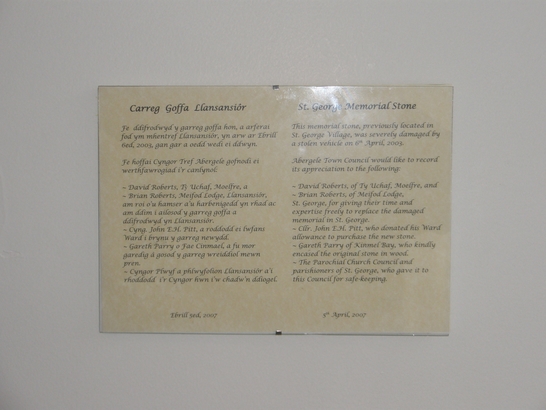 Carreg Goffa Llansansiôr
Fe ddifrodwyd y garreg goffa hon, a arferai
fod ym mhentref Llansansiôr, yn arw ar Ebrill
6ed, 2003, gan gar a oedd wedi ei ddwyn.
Fe hoffai Cyngor Tref Abergele gofnodi ei
werthfawrogiad i'r canlynol:
~ David Roberts, Tŷ Uchaf, Moelfre, a
~ Brian Roberts, Meifod Lodge, Llansansiôr,
am roi o'u hamser a'u harbenigedd yn rhad ac
am ddim i ailosod y garreg goffa a
ddifrodwyd yn Llansansiôr.
~ Cyng. John E.H. Pitt, a roddodd ei lwfans
Ward i brynu y garreg newydd.
~ Gareth Parry o Fae Cinmael, a fu mor
garedig â gosod y garreg wreiddiol mewn
pren.
~ Cyngor Plwyf a phlwyfolion Llansansiôr a'i
rhoddodd i'r Cyngor hwn i'w chadw'n ddiogel.
Ebrill 3ed, 2007
St. George Memorial Stone
This memorial stone, previously located in
St. George Village, was severely damaged by
a stolen vehicle on 6th April, 2003.
Abergele Town Council would like to record
its appreciation to the following:
~ David Roberts, of Ty Uchaf, Moelfre, and
~ Brian Roberts, of Meifod Lodge,
St. George, for giving their time and
expertise freely to replace the damaged
memorial in St. George.
~ Cllr. John E.H. Pitt, who donated his Ward
allowance to purchase the new stone.
~ Gareth Parry of Kinmel Bay, who kindly
encased the original stone in wood.
~ The Parochial Church Council and
parishioners of St. George, who gave it to
this Council for safe-keeping.
3rd April, 2007